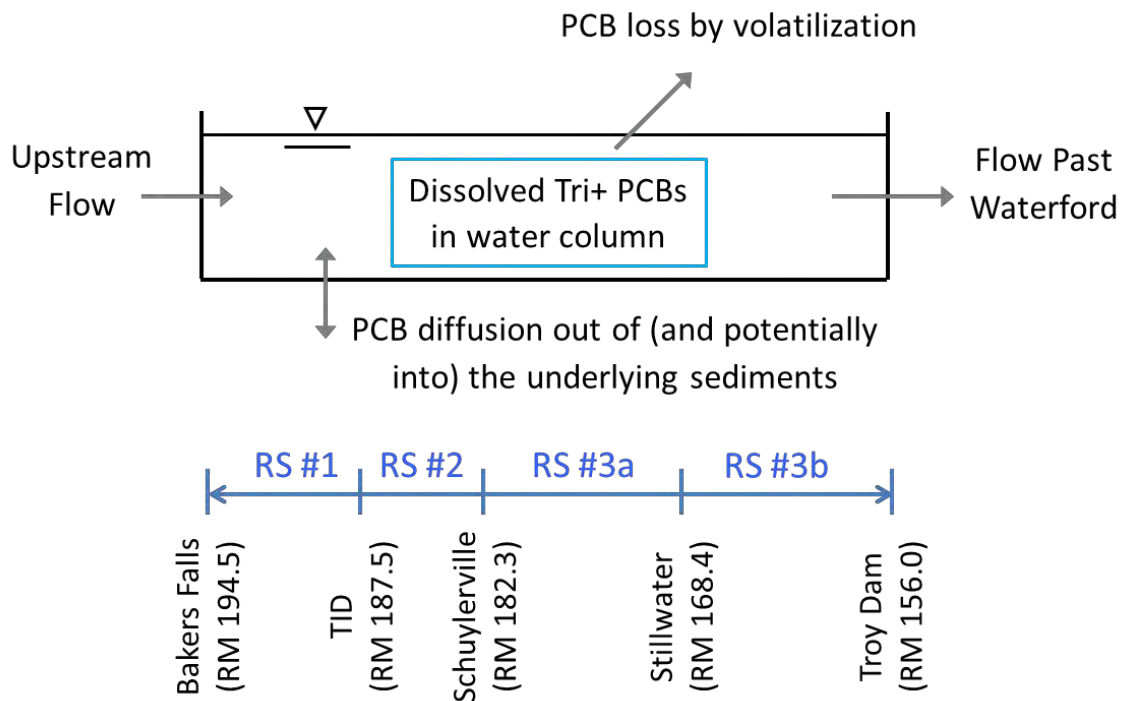 PCB loss by volatilization
Upstream
Flow
Dissolved Tri+ PCBs
in water column
Flow Past
Waterford
PCB diffusion out of (and potentially
into) the underlying sediments
RS #1
RS #2
RS #3a
RS #3b
Bakers Falls
(RM 194.5)
TID
(RM 187.5)
Schuylerville
(RM 182.3)
Stillwater
(RM 168.4)
Troy Dam
(RM 156.0)